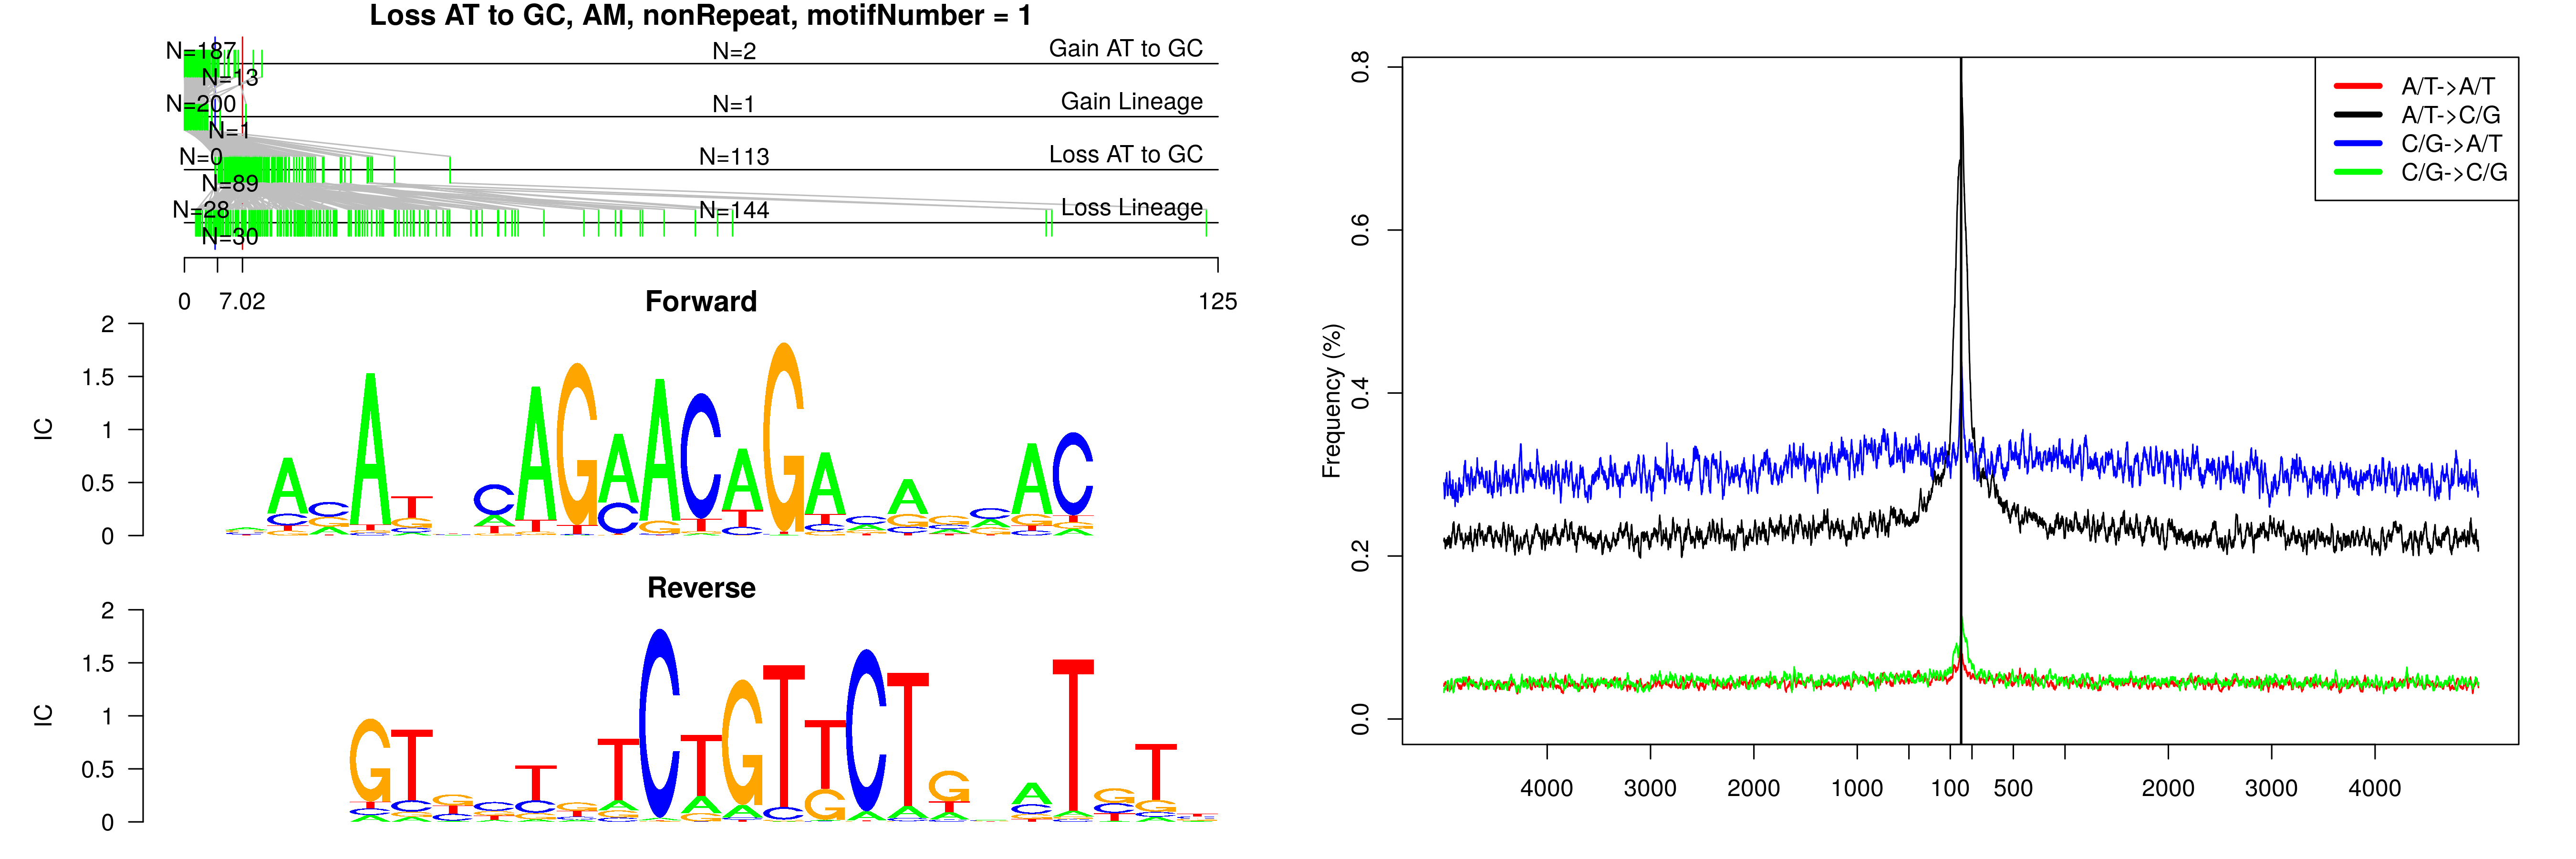 Loss AT to GC, AM, nonRepeat, motifNumber = 1
N=187 N=2 Gain AT to GC
N=13
N=200 N=1 Gain Lineage
N=1
N=0 N=113 Loss AT to GC
N=89
N=28 N=144 Loss Lineage
N=30
0 7.02 125
Forward
IC
2
1.5
1
0.5
0
Reverse
IC
2
1.5
1
0.5
0
Frequency (%)
0.8
0.6
0.4
0.2
0.0
A/T->A/T
A/T->C/G
C/G->A/T
C/G->C/G
4000 3000 2000 1000 100 500 2000 3000 4000